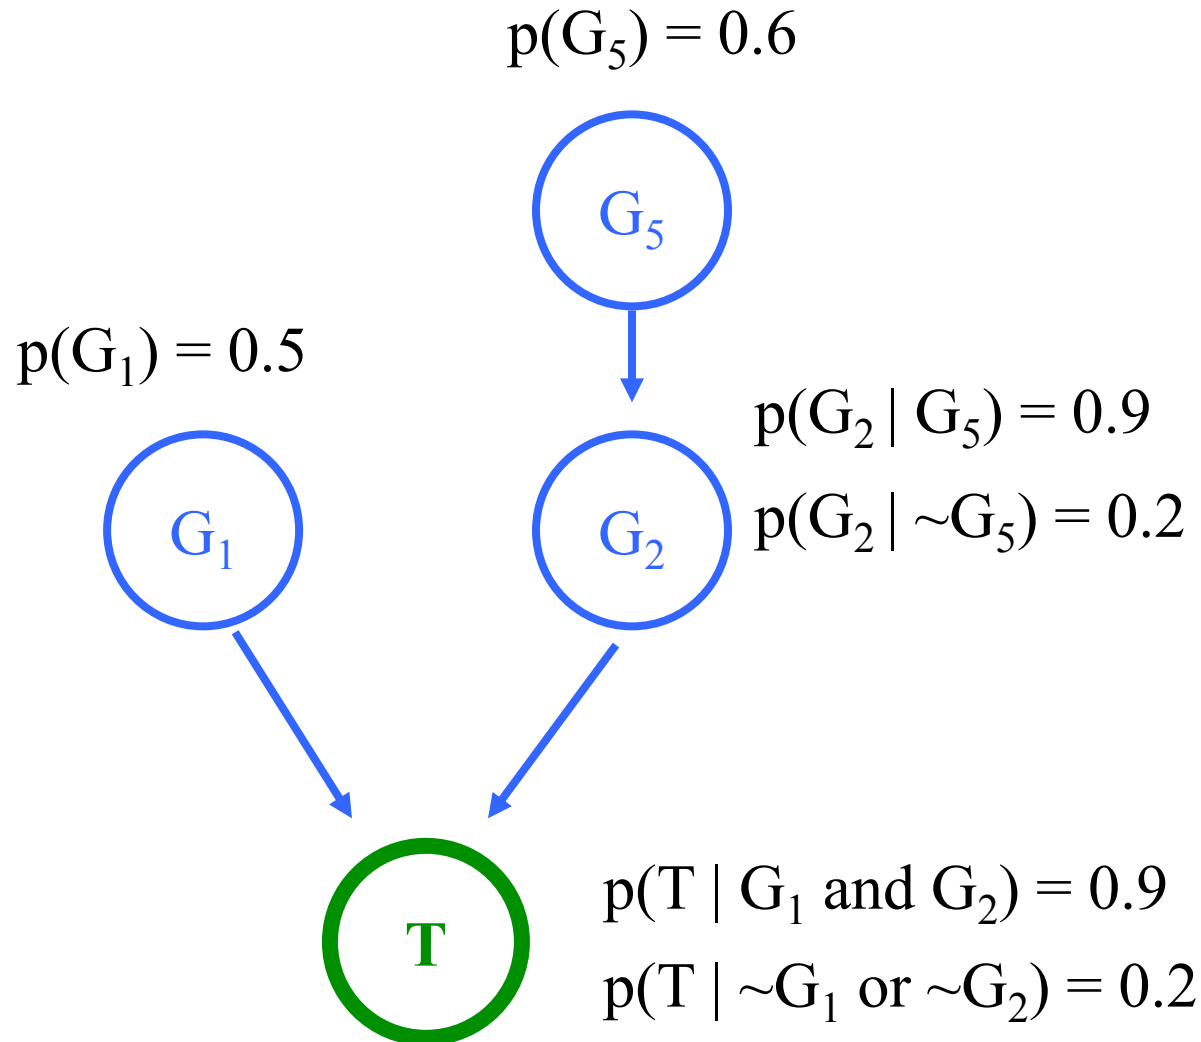 p(G₅) = 0.6
G₅
p(G₁) = 0.5
p(G₂ | G₅) = 0.9
G₁
G₂
p(G₂ | ~G₅) = 0.2
p(T | G₁ and G₂) = 0.9
T
p(T | ~G₁ or ~G₂) = 0.2